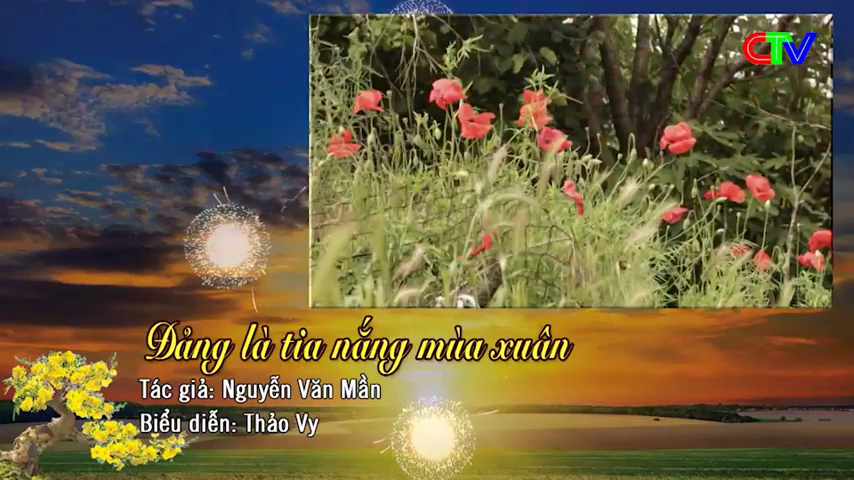 CTV
Đảng là tia nắng mùa xuân
Tác giả: Nguyễn Văn Mần
Biểu diễn: Thảo Vy